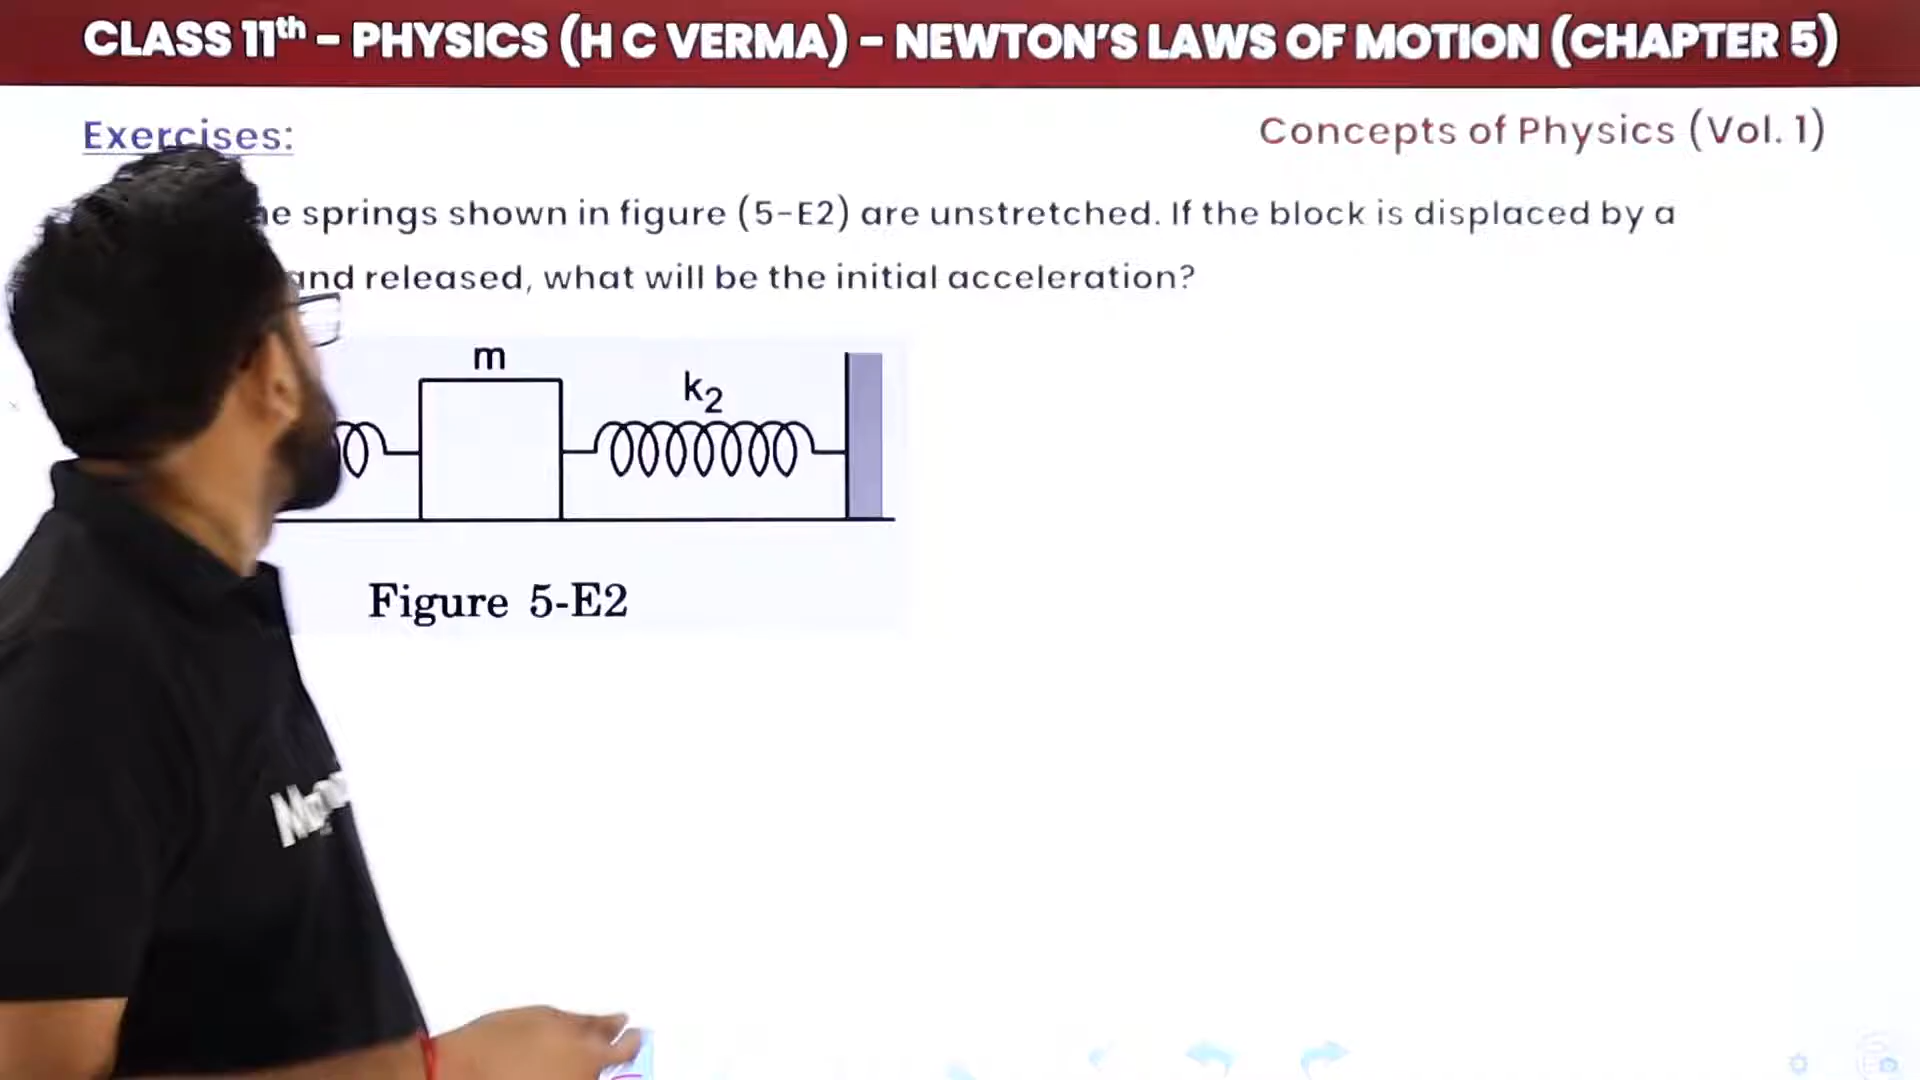 CLASS 11th – PHYSICS (H C VERMA) – NEWTON'S LAWS OF MOTION (CHAPTER 5)
Exercises:
Concepts of Physics (Vol. 1)
springs shown in figure (5-E2) are unstretched. If the block is displaced by a
released, what will be the initial acceleration?
m
k2
Figure 5-E2